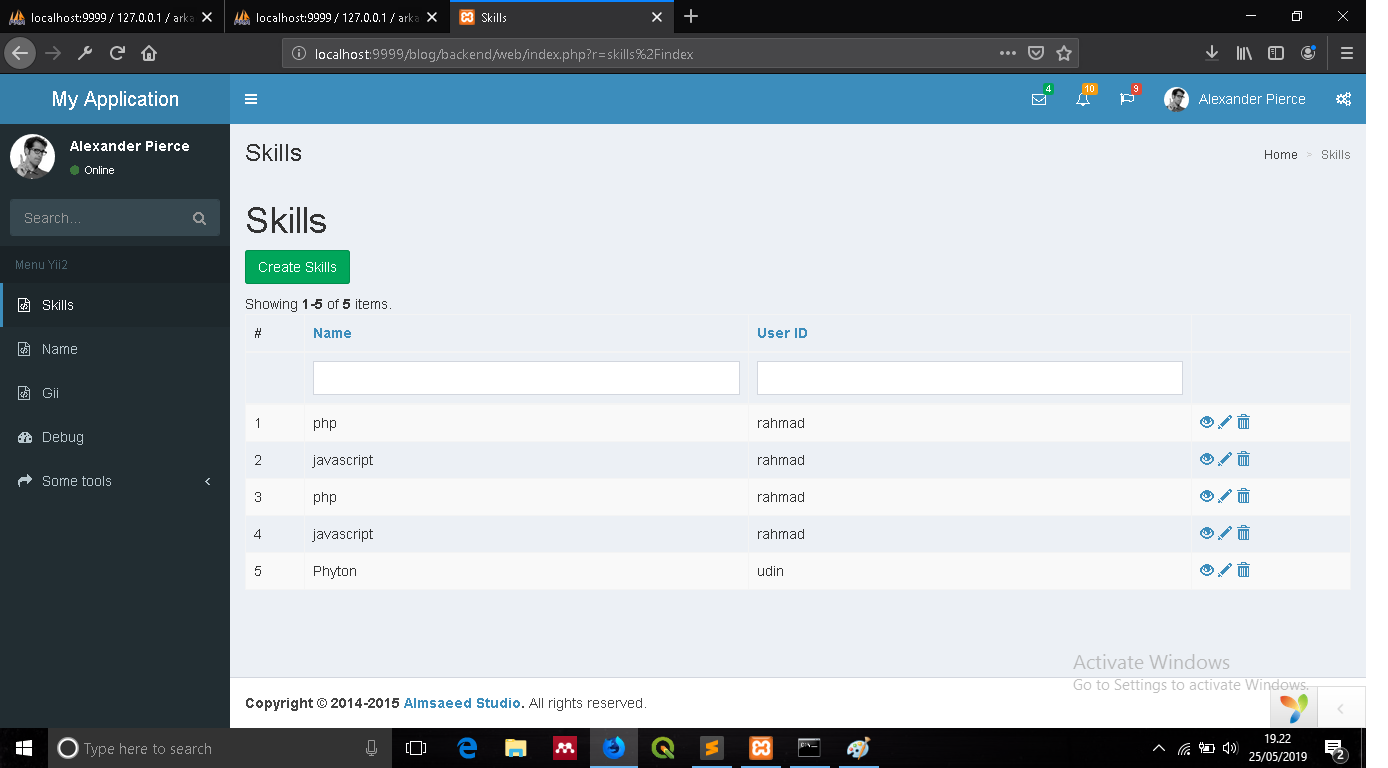 localhost:9999 / 127.0.0.1 / arka
localhost:9999 / 127.0.0.1 / arka
Skills
localhost:9999/blog/backend/web/index.php?r=skills%2Findex
My Application
4
10
9
Alexander Pierce
Alexander Pierce
Online
Skills
Home > Skills
Search...
Menu Yii2
Skills
Name
Gii
Debug
Some tools
Skills
Create Skills
Showing 1-5 of 5 items.
# Name User ID
1 php rahmad
2 javascript rahmad
3 php rahmad
4 javascript rahmad
5 Phyton udin
Activate Windows
Go to Settings to activate Windows.
Copyright © 2014-2015 Almsaeed Studio. All rights reserved.
Type here to search
19.22
25/05/2019
2